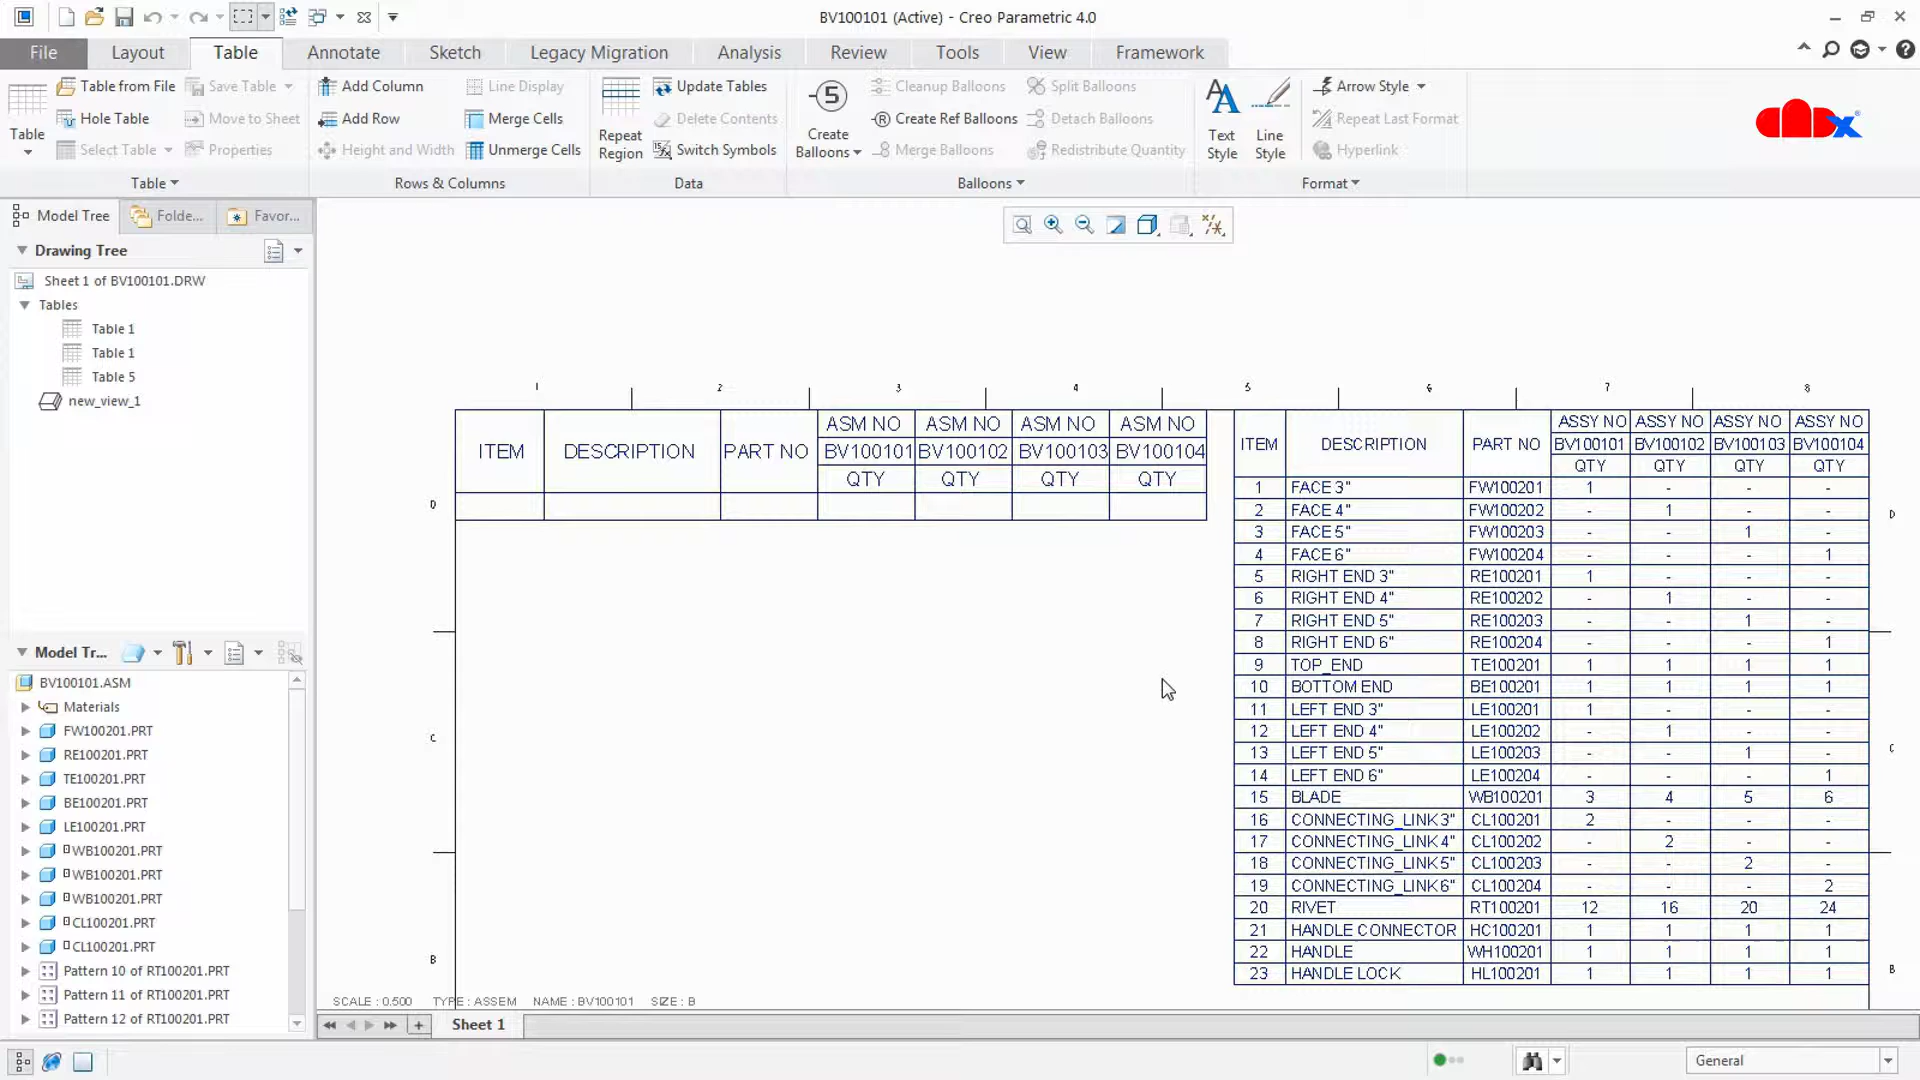 BV100101 (Active) - Creo Parametric 4.0
File Layout Table Annotate Sketch Legacy Migration Analysis Review Tools View Framework
Table
Table from File
Hole Table
Select Table
Save Table
Move to Sheet
Properties
Table
Add Column
Add Row
Height and Width
Line Display
Merge Cells
Unmerge Cells
Rows & Columns
Repeat Region
Update Tables
Delete Contents
Switch Symbols
Data
5
Create Balloons
Cleanup Balloons
Create Ref Balloons
Merge Balloons
Split Balloons
Detach Balloons
Redistribute Quantity
Balloons
Text Style
Line Style
Arrow Style
Repeat Last Format
Hyperlink
Format
Model Tree Folde... Favor...
Drawing Tree
Sheet 1 of BV100101.DRW
Tables
Table 1
Table 1
Table 5
new_view_1
Model Tr...
BV100101.ASM
Materials
FW100201.PRT
RE100201.PRT
TE100201.PRT
BE100201.PRT
LE100201.PRT
WB100201.PRT
WB100201.PRT
WB100201.PRT
CL100201.PRT
CL100201.PRT
Pattern 10 of RT100201.PRT
Pattern 11 of RT100201.PRT
Pattern 12 of RT100201.PRT
1 2 3 4 5 6 7 8
D
C
B
ITEM DESCRIPTION PART NO
ASM NO ASM NO ASM NO ASM NO
BV100101 BV100102 BV100103 BV100104
QTY QTY QTY QTY
ITEM DESCRIPTION PART NO
ASSY NO ASSY NO ASSY NO ASSY NO
BV100101 BV100102 BV100103 BV100104
QTY QTY QTY QTY
1 FACE 3" FW100201 1 - - -
2 FACE 4" FW100202 - 1 - -
3 FACE 5" FW100203 - - 1 -
4 FACE 6" FW100204 - - - 1
5 RIGHT END 3" RE100201 1 - - -
6 RIGHT END 4" RE100202 - 1 - -
7 RIGHT END 5" RE100203 - - 1 -
8 RIGHT END 6" RE100204 - - - 1
9 TOP_END TE100201 1 1 1 1
10 BOTTOM END BE100201 1 1 1 1
11 LEFT END 3" LE100201 1 - - -
12 LEFT END 4" LE100202 - 1 - -
13 LEFT END 5" LE100203 - - 1 -
14 LEFT END 6" LE100204 - - - 1
15 BLADE WB100201 3 4 5 6
16 CONNECTING_LINK 3" CL100201 2 - - -
17 CONNECTING_LINK 4" CL100202 - 2 - -
18 CONNECTING_LINK 5" CL100203 - - 2 -
19 CONNECTING_LINK 6" CL100204 - - - 2
20 RIVET RT100201 12 16 20 24
21 HANDLE CONNECTOR HC100201 1 1 1 1
22 HANDLE WH100201 1 1 1 1
23 HANDLE LOCK HL100201 1 1 1 1
D
C
B
SCALE : 0.500 TYPE : ASSEM NAME : BV100101 SIZE : B
Sheet 1
General